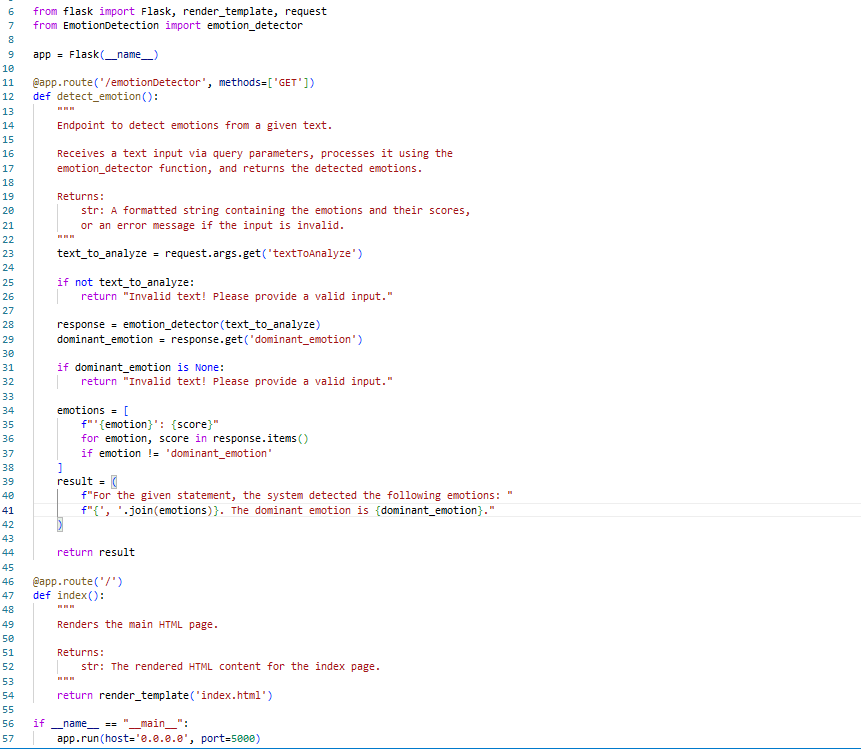 6 from flask import Flask, render_template, request
7 from EmotionDetection import emotion_detector
8
9 app = Flask(__name__)
10
11 @app.route('/emotionDetector', methods=['GET'])
12 def detect_emotion():
13     """
14     Endpoint to detect emotions from a given text.
15
16     Receives a text input via query parameters, processes it using the
17     emotion_detector function, and returns the detected emotions.
18
19     Returns:
20         str: A formatted string containing the emotions and their scores,
21         or an error message if the input is invalid.
22     """
23     text_to_analyze = request.args.get('textToAnalyze')
24
25     if not text_to_analyze:
26         return "Invalid text! Please provide a valid input."
27
28     response = emotion_detector(text_to_analyze)
29     dominant_emotion = response.get('dominant_emotion')
30
31     if dominant_emotion is None:
32         return "Invalid text! Please provide a valid input."
33
34     emotions = [
35         f"'{emotion}': {score}"
36         for emotion, score in response.items()
37         if emotion != 'dominant_emotion'
38     ]
39     result = (
40         f"For the given statement, the system detected the following emotions: "
41         f"{', '.join(emotions)}. The dominant emotion is {dominant_emotion}."
42     )
43
44     return result
45
46 @app.route('/')
47 def index():
48     """
49     Renders the main HTML page.
50
51     Returns:
52         str: The rendered HTML content for the index page.
53     """
54     return render_template('index.html')
55
56 if __name__ == "__main__":
57     app.run(host='0.0.0.0', port=5000)